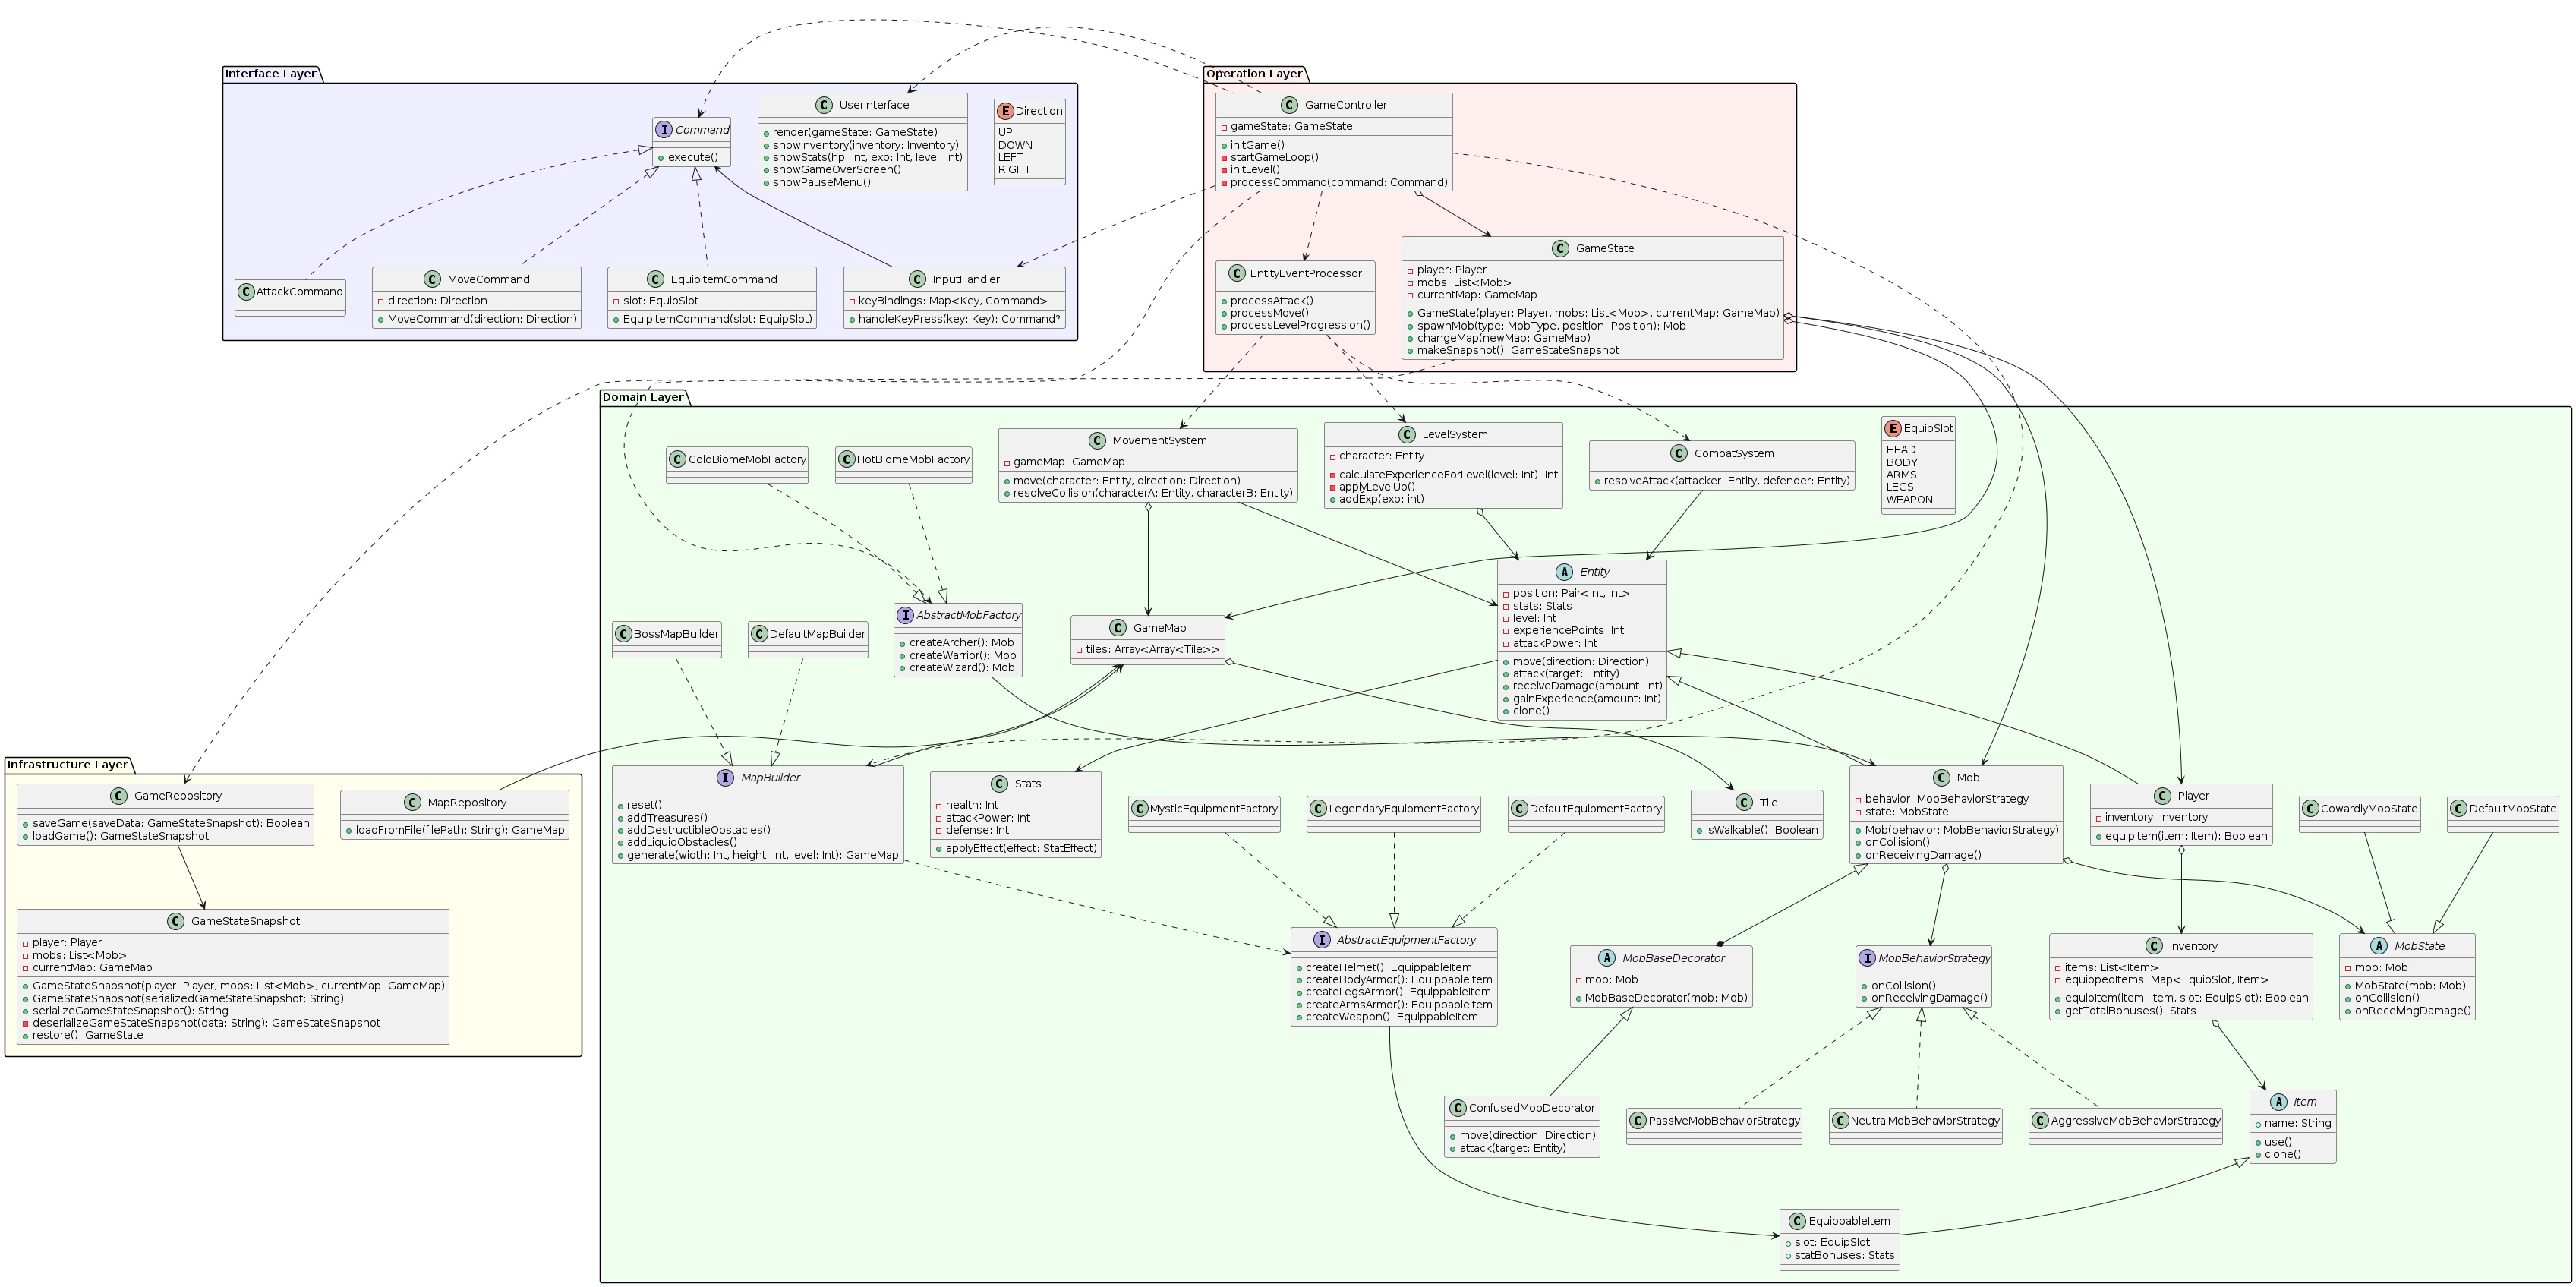 Interface Layer
C UserInterface
render(gameState: GameState)
showInventory(inventory: Inventory)
showStats(hp: Int, exp: Int, level: Int)
showGameOverScreen()
showPauseMenu()
E Direction
UP
DOWN
LEFT
RIGHT
I Command
execute()
C AttackCommand
C MoveCommand
direction: Direction
MoveCommand(direction: Direction)
C EquipItemCommand
slot: EquipSlot
EquipItemCommand(slot: EquipSlot)
C InputHandler
keyBindings: Map<Key, Command>
handleKeyPress(key: Key): Command?
Operation Layer
C GameController
gameState: GameState
initGame()
startGameLoop()
initLevel()
processCommand(command: Command)
C EntityEventProcessor
processAttack()
processMove()
processLevelProgression()
C GameState
player: Player
mobs: List<Mob>
currentMap: GameMap
GameState(player: Player, mobs: List<Mob>, currentMap: GameMap)
spawnMob(type: MobType, position: Position): Mob
changeMap(newMap: GameMap)
makeSnapshot(): GameStateSnapshot
Domain Layer
C ColdBiomeMobFactory
C HotBiomeMobFactory
C MovementSystem
gameMap: GameMap
move(character: Entity, direction: Direction)
resolveCollision(characterA: Entity, characterB: Entity)
C LevelSystem
character: Entity
calculateExperienceForLevel(level: Int): Int
applyLevelUp()
addExp(exp: int)
C CombatSystem
resolveAttack(attacker: Entity, defender: Entity)
E EquipSlot
HEAD
BODY
ARMS
LEGS
WEAPON
C BossMapBuilder
C DefaultMapBuilder
I AbstractMobFactory
createArcher(): Mob
createWarrior(): Mob
createWizard(): Mob
C GameMap
tiles: Array<Array<Tile>>
A Entity
position: Pair<Int, Int>
stats: Stats
level: Int
experiencePoints: Int
attackPower: Int
move(direction: Direction)
attack(target: Entity)
receiveDamage(amount: Int)
gainExperience(amount: Int)
clone()
I MapBuilder
reset()
addTreasures()
addDestructibleObstacles()
addLiquidObstacles()
generate(width: Int, height: Int, level: Int): GameMap
C Stats
health: Int
attackPower: Int
defense: Int
applyEffect(effect: StatEffect)
C MysticEquipmentFactory
C LegendaryEquipmentFactory
C DefaultEquipmentFactory
C Tile
isWalkable(): Boolean
C Mob
behavior: MobBehaviorStrategy
state: MobState
Mob(behavior: MobBehaviorStrategy)
onCollision()
onReceivingDamage()
C Player
inventory: Inventory
equipItem(item: Item): Boolean
C CowardlyMobState
C DefaultMobState
I AbstractEquipmentFactory
createHelmet(): EquippableItem
createBodyArmor(): EquippableItem
createLegsArmor(): EquippableItem
createArmsArmor(): EquippableItem
createWeapon(): EquippableItem
A MobBaseDecorator
mob: Mob
MobBaseDecorator(mob: Mob)
I MobBehaviorStrategy
onCollision()
onReceivingDamage()
C Inventory
items: List<Item>
equippedItems: Map<EquipSlot, Item>
equipItem(item: Item, slot: EquipSlot): Boolean
getTotalBonuses(): Stats
A MobState
mob: Mob
MobState(mob: Mob)
onCollision()
onReceivingDamage()
C ConfusedMobDecorator
move(direction: Direction)
attack(target: Entity)
C PassiveMobBehaviorStrategy
C NeutralMobBehaviorStrategy
C AggressiveMobBehaviorStrategy
A Item
name: String
use()
clone()
C EquippableItem
slot: EquipSlot
statBonuses: Stats
Infrastructure Layer
C GameRepository
saveGame(saveData: GameStateSnapshot): Boolean
loadGame(): GameStateSnapshot
C MapRepository
loadFromFile(filePath: String): GameMap
C GameStateSnapshot
player: Player
mobs: List<Mob>
currentMap: GameMap
GameStateSnapshot(player: Player, mobs: List<Mob>, currentMap: GameMap)
GameStateSnapshot(serializedGameStateSnapshot: String)
serializeGameStateSnapshot(): String
deserializeGameStateSnapshot(data: String): GameStateSnapshot
restore(): GameState